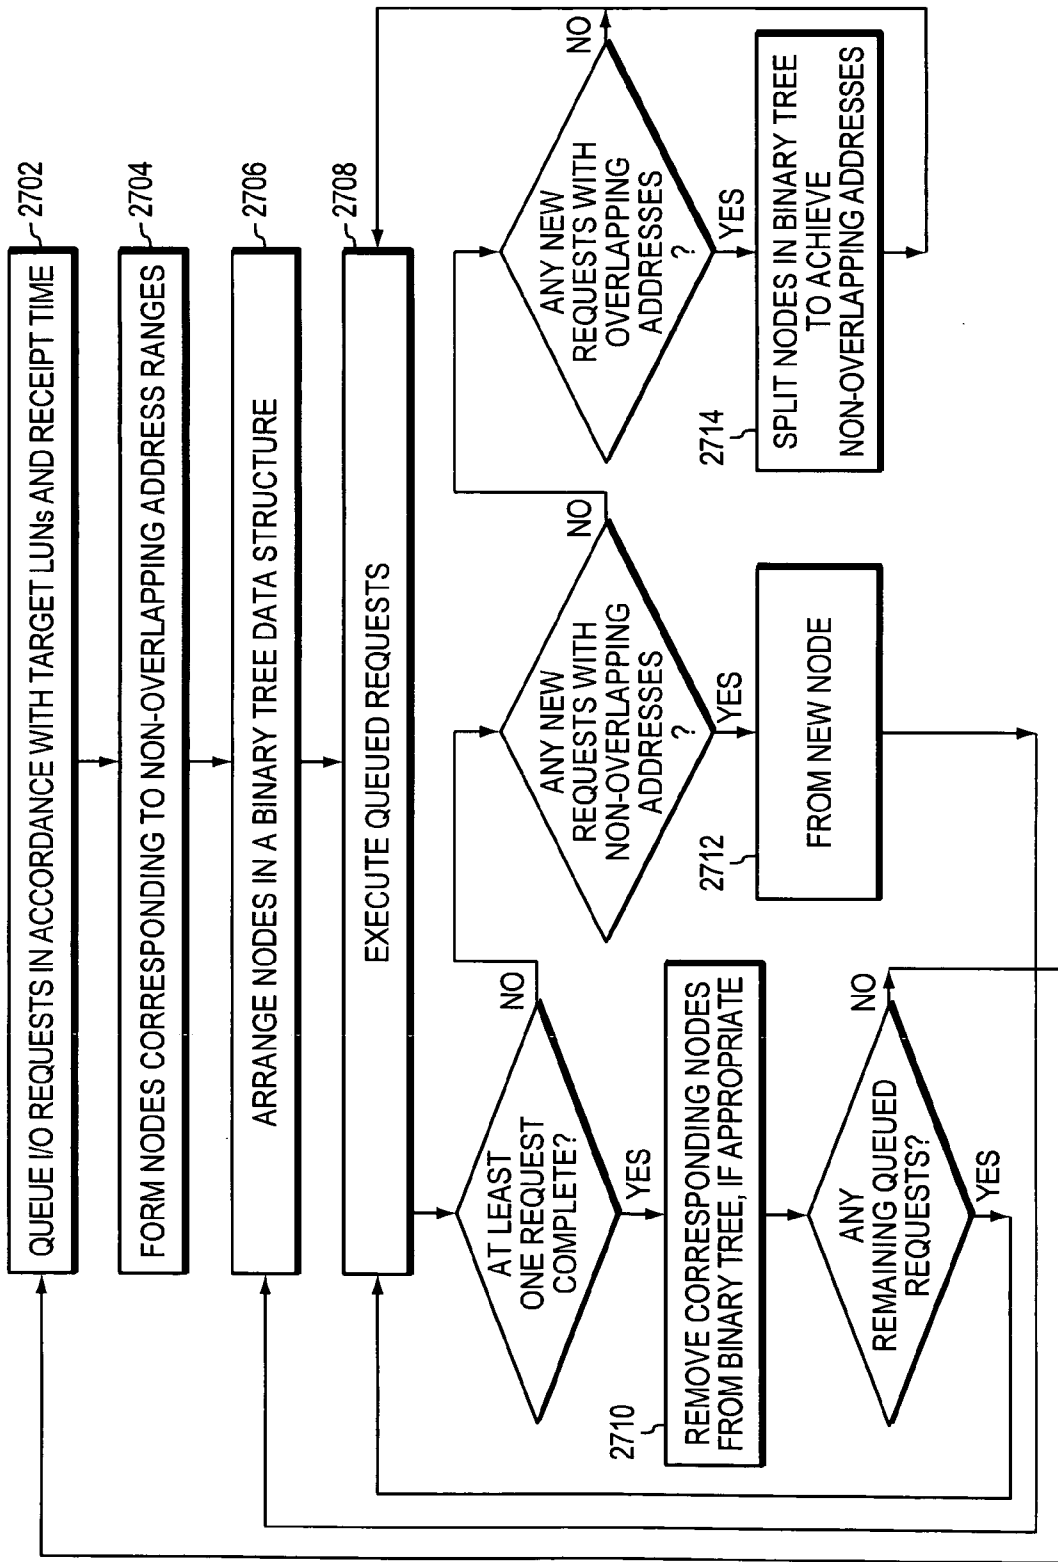 QUEUE I/O REQUESTS IN ACCORDANCE WITH TARGET LUNs AND RECEIPT TIME
2702
FORM NODES CORRESPONDING TO NON-OVERLAPPING ADDRESS RANGES
2704
ARRANGE NODES IN A BINARY TREE DATA STRUCTURE
2706
EXECUTE QUEUED REQUESTS
2708
AT LEAST
ONE REQUEST
COMPLETE?
NO
YES
2710
REMOVE CORRESPONDING NODES
FROM BINARY TREE, IF APPROPRIATE
ANY
REMAINING QUEUED
REQUESTS?
NO
YES
ANY NEW
REQUESTS WITH
NON-OVERLAPPING
ADDRESSES
?
NO
YES
2712
FROM NEW NODE
ANY NEW
REQUESTS WITH
OVERLAPPING
ADDRESSES
?
NO
YES
2714
SPLIT NODES IN BINARY TREE
TO ACHIEVE
NON-OVERLAPPING ADDRESSES